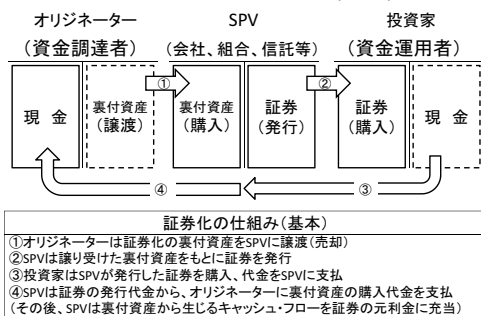 オリジネーター SPV 投資家
(資金調達者) (会社、組合、信託等) (資金運用者)
① ②
現 金 裏付資産 裏付資産 証券 証券 現 金
(譲渡) (購入) (発行) (購入)
④ ③
証券化の仕組み(基本)
①オリジネーターは証券化の裏付資産をSPVに譲渡(売却)
②SPVは譲り受けた裏付資産をもとに証券を発行
③投資家はSPVが発行した証券を購入、代金をSPVに支払
④SPVは証券の発行代金から、オリジネーターに裏付資産の購入代金を支払
(その後、SPVは裏付資産から生じるキャッシュ・フローを証券の元利金に充当)